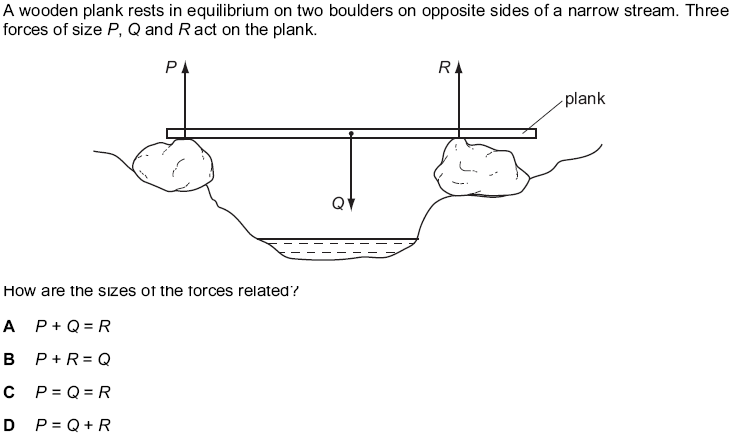 A wooden plank rests in equilibrium on two boulders on opposite sides of a narrow stream. Three
forces of size P, Q and R act on the plank.
P
R
plank
Q
How are the sizes of the forces related?
A P + Q = R
B P + R = Q
C P = Q = R
D P = Q + R